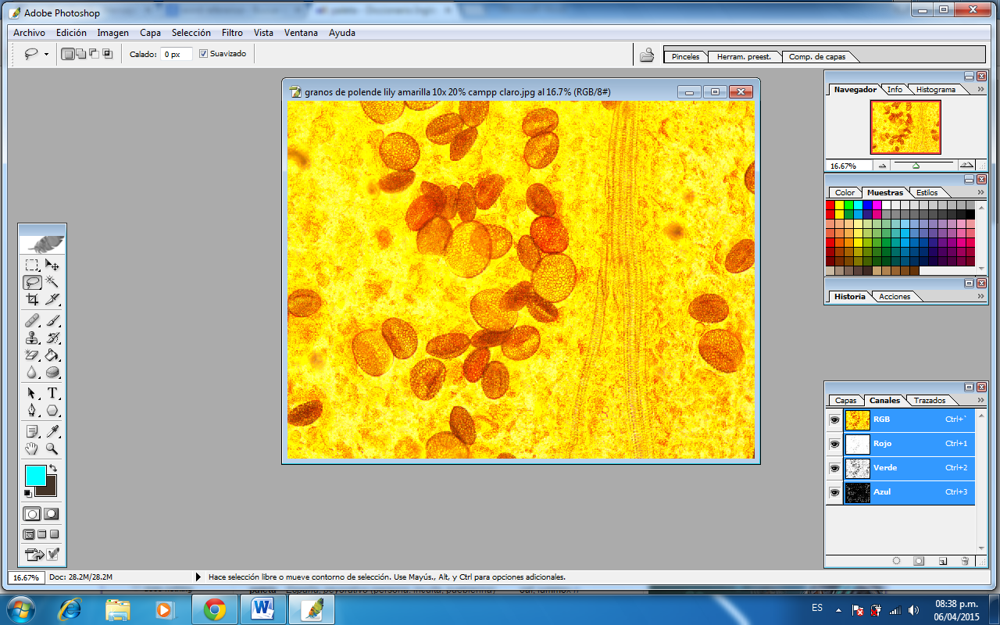 Adobe Photoshop
Archivo Edición Imagen Capa Selección Filtro Vista Ventana Ayuda
Calado: 0 px Suavizado
Pinceles Herram. preest. Comp. de capas
granos de polende lily amarilla 10x 20% campp claro.jpg al 16.7% (RGB/8#)
Navegador Info Histograma
16.67%
Color Muestras Estilos
Historia Acciones
Capas Canales Trazados
RGB Ctrl+`
Rojo Ctrl+1
Verde Ctrl+2
Azul Ctrl+3
T
16.67% Doc: 28.2M/28.2M Hace selección libre o mueve contorno de selección. Use Mayús., Alt, y Ctrl para opciones adicionales.
W
ES
08:38 p.m.
06/04/2015